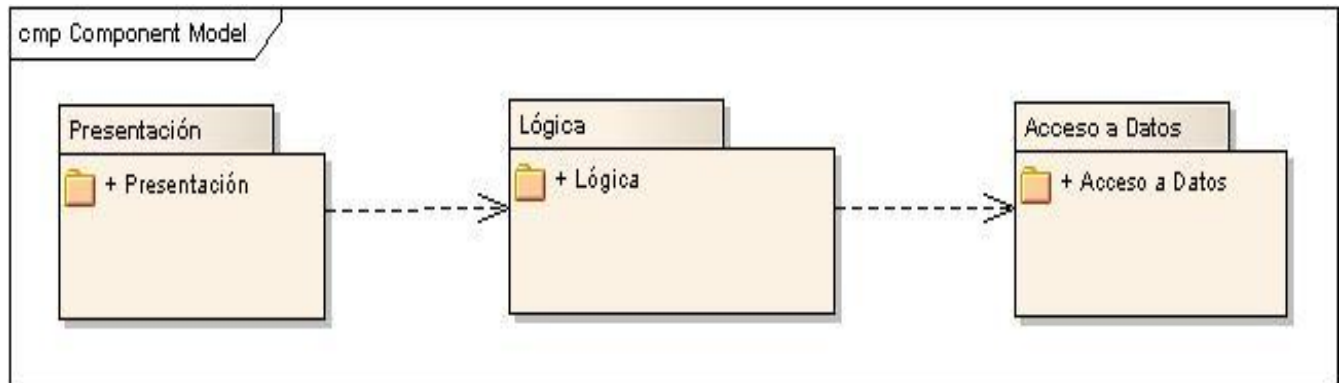 cmp Component Model
Presentación
+ Presentación
Lógica
+ Lógica
Acceso a Datos
+ Acceso a Datos